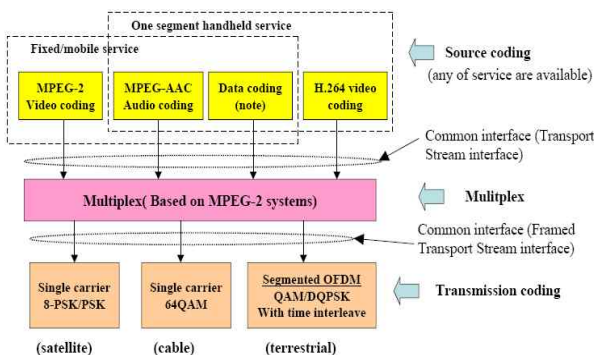 One segment handheld service
Fixed/mobile service
MPEG-2
Video coding
MPEG-AAC
Audio coding
Data coding
(note)
H.264 video
coding
Source coding
(any of service are available)
Common interface (Transport
Stream interface)
Multiplex( Based on MPEG-2 systems)
Mulitplex
Common interface (Framed
Transport Stream interface)
Single carrier
8-PSK/PSK
Single carrier
64QAM
Segmented OFDM
QAM/DQPSK
With time interleave
Transmission coding
(satellite)
(cable)
(terrestrial)